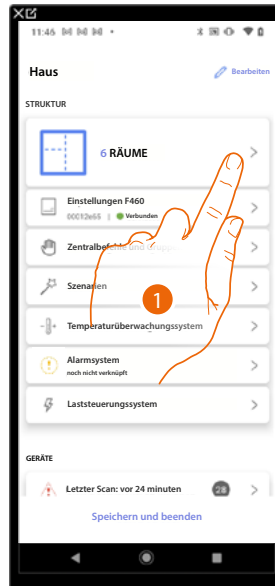 11:46
Haus
Bearbeiten
STRUKTUR
6 RÄUME
Einstellungen F460
00012e65 | Verbunden
Zentralbefehle und
Szenarien
1
Temperaturüberwachungssystem
Alarmsystem
noch nicht verknüpft
Laststeuerungssystem
GERÄTE
Letzter Scan: vor 24 minuten
28
Speichern und beenden